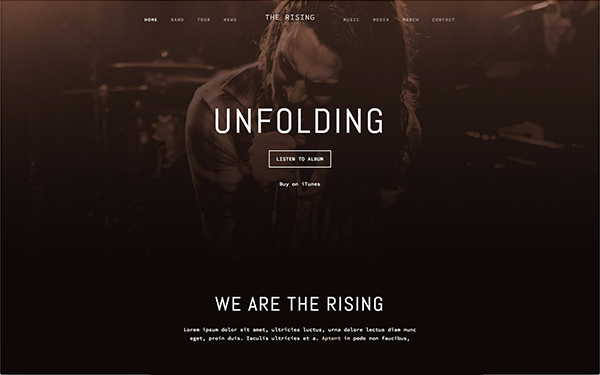 HOME BAND TOUR NEWS THE RISING MUSIC MEDIA MERCH CONTACT
UNFOLDING
LISTEN TO ALBUM
Buy on iTunes
WE ARE THE RISING
Lorem ipsum dolor sit amet, ultricies luctus, urna dolore lectus diam nunc
eget, proin duis. Iaculis ultricies et a. Aptent in pede non faucibus,